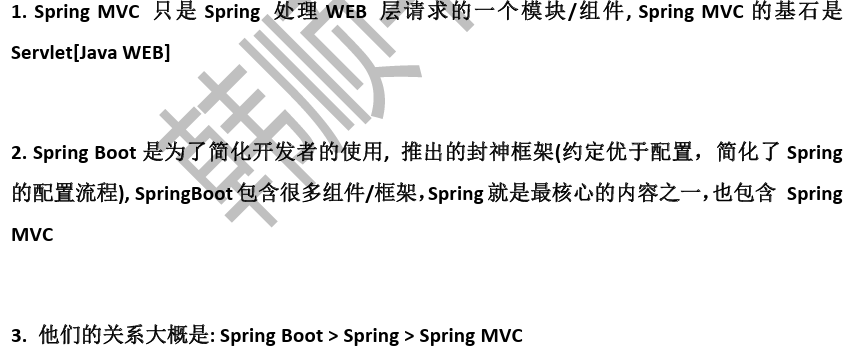 1. Spring MVC 只是 Spring 处理 WEB 层请求的一个模块/组件, Spring MVC 的基石是
Servlet[Java WEB]
2. Spring Boot 是为了简化开发者的使用, 推出的封神框架(约定优于配置，简化了 Spring
的配置流程), SpringBoot 包含很多组件/框架，Spring 就是最核心的内容之一，也包含 Spring
MVC
3. 他们的关系大概是: Spring Boot > Spring > Spring MVC
韩顺